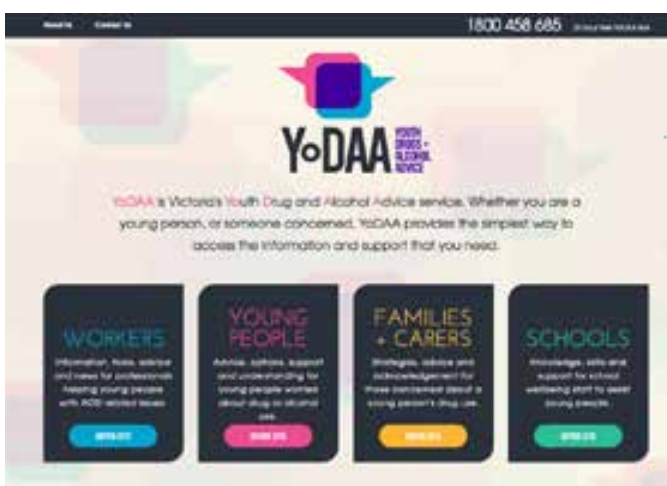 About Us Contact Us
1800 458 685
YoDAA
YOUTH
DRUGS +
ALCOHOL
ADVICE
YoDAA is Victoria's Youth Drug and Alcohol Advice service. Whether you are a
young person, or someone concerned, YoDAA provides the simplest way to
access the information and support that you need.
WORKERS
Information, tools, advice
and news for professionals
helping young people
with AOD related issues
YOUNG
PEOPLE
Advice, options, support
and understanding for
young people worried
about drug or alcohol
use.
FAMILIES
+ CARERS
Strategies, advice and
acknowledgement for
those concerned about a
young person's drug use.
SCHOOLS
Knowledge, skills and
support for school
wellbeing staff to assist
young people.